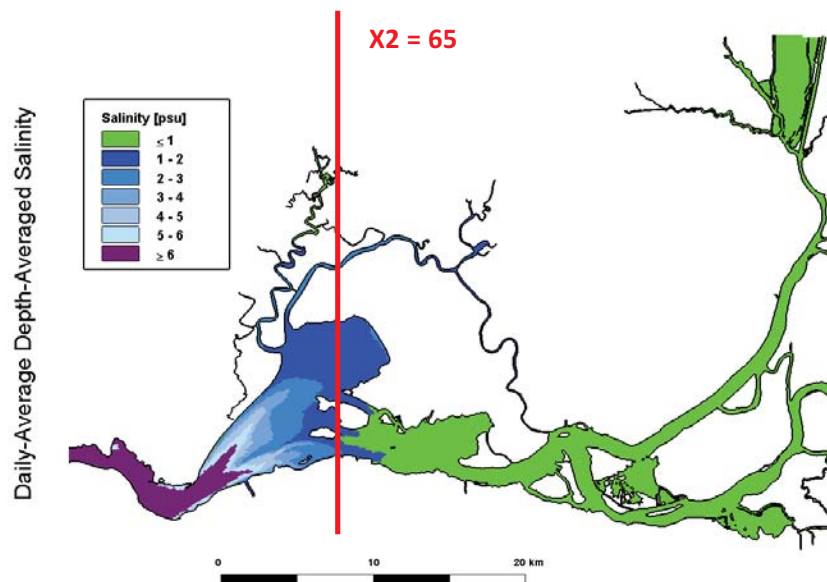 X2 = 65
Daily-Average Depth-Averaged Salinity
Salinity [psu]
≤ 1
1 - 2
2 - 3
3 - 4
4 - 5
5 - 6
≥ 6
0 10 20 km